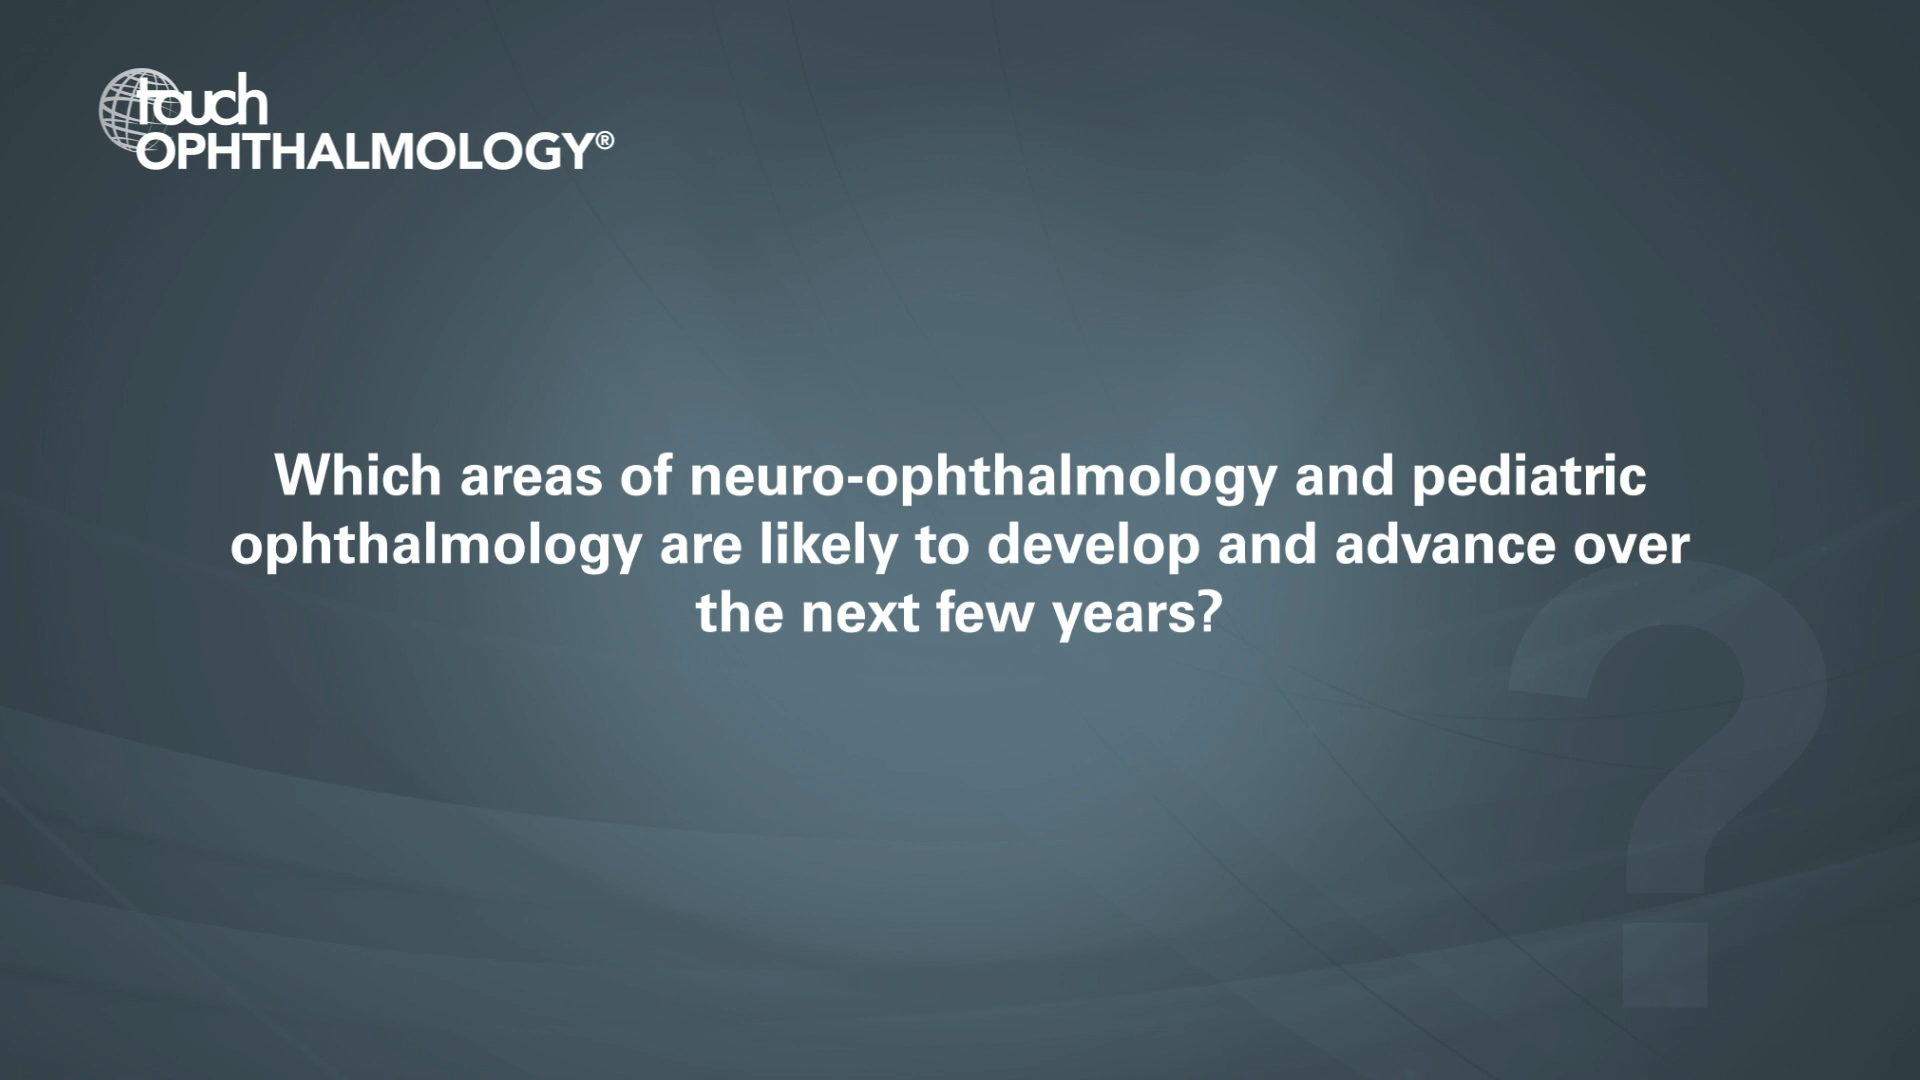 touch
OPHTHALMOLOGY®
Which areas of neuro-ophthalmology and pediatric
ophthalmology are likely to develop and advance over
the next few years?
?